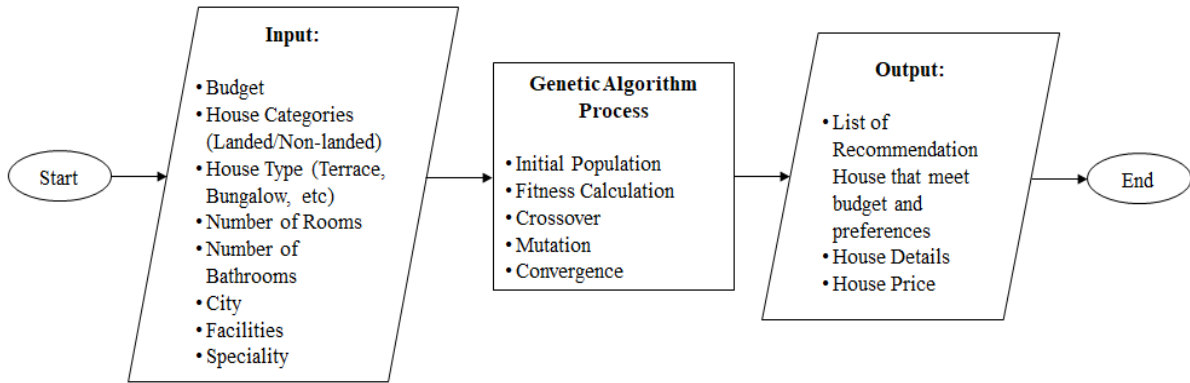 Start
Input:
• Budget
• House Categories
(Landed/Non-landed)
• House Type (Terrace,
Bungalow, etc)
• Number of Rooms
• Number of
Bathrooms
• City
• Facilities
• Speciality
Genetic Algorithm
Process
• Initial Population
• Fitness Calculation
• Crossover
• Mutation
• Convergence
Output:
• List of
Recommendation
House that meet
budget and
preferences
• House Details
• House Price
End